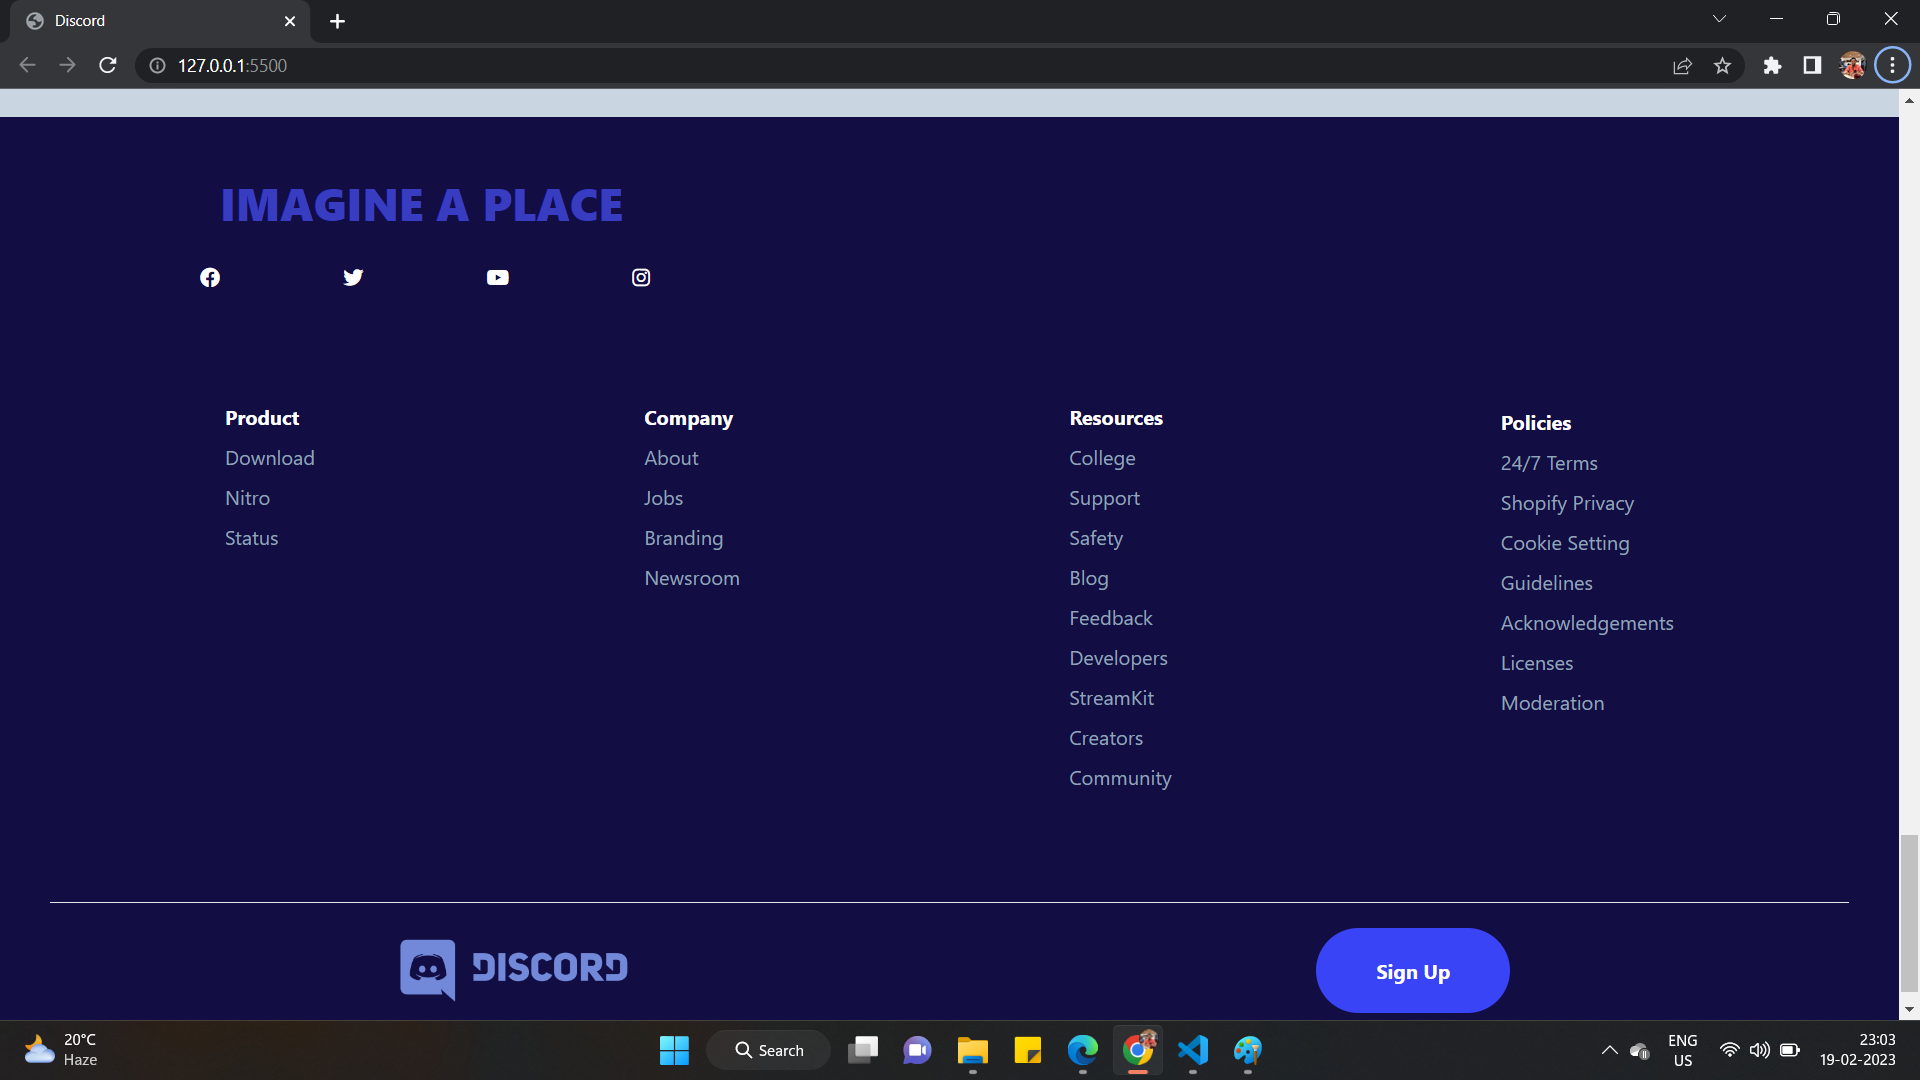 Discord
127.0.0.1:5500
IMAGINE A PLACE
Product
Download
Nitro
Status
Company
About
Jobs
Branding
Newsroom
Resources
College
Support
Safety
Blog
Feedback
Developers
StreamKit
Creators
Community
Policies
24/7 Terms
Shopify Privacy
Cookie Setting
Guidelines
Acknowledgements
Licenses
Moderation
DISCORD
Sign Up
20°C
Haze
Search
ENG
US
23:03
19-02-2023